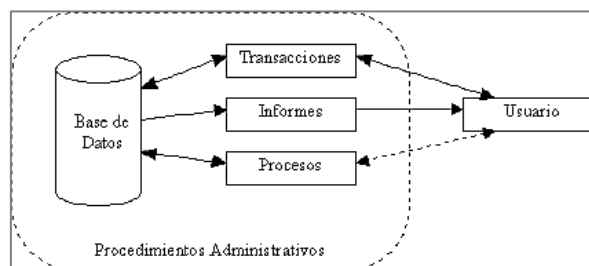 Transacciones
Base de
Datos
Informes
Usuario
Procesos
Procedimientos Administrativos